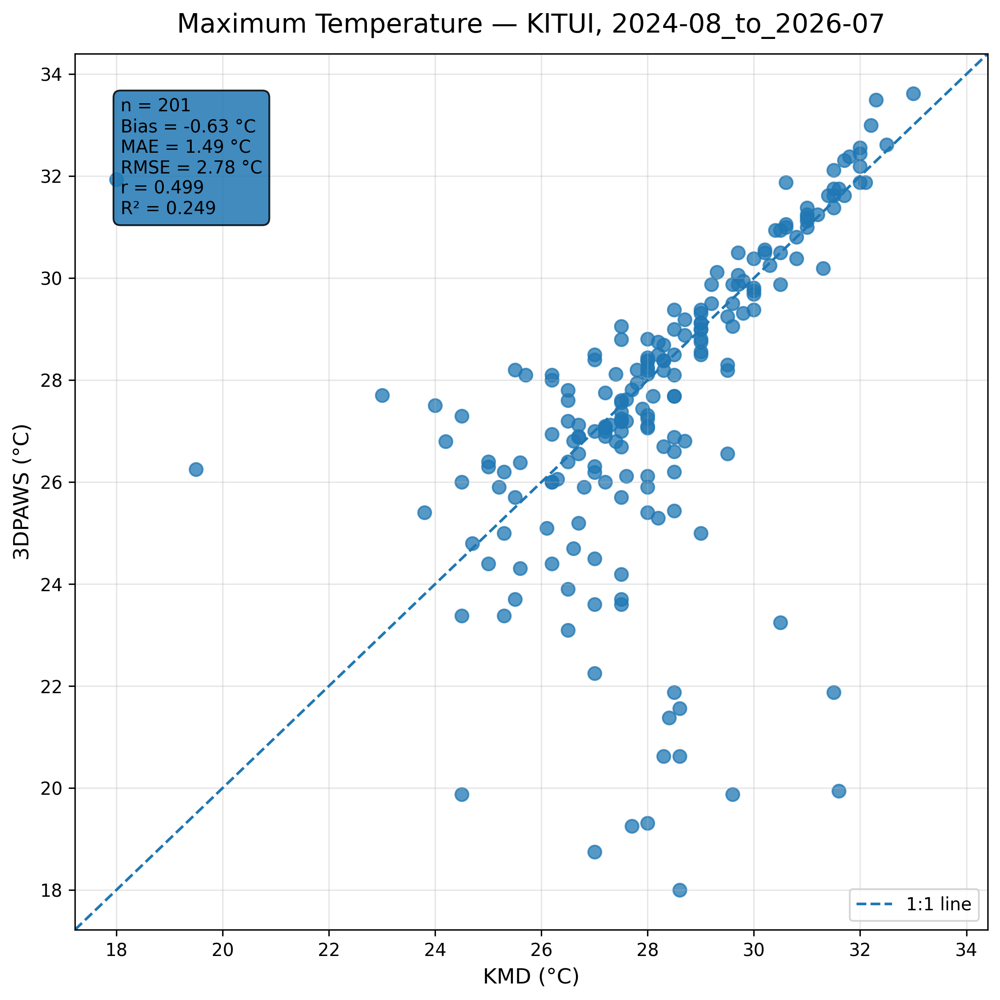 Maximum Temperature — KITUI, 2024-08_to_2026-07
34
32
30
28
26
24
22
20
18
3DPAWS (°C)
n = 201
Bias = -0.63 °C
MAE = 1.49 °C
RMSE = 2.78 °C
r = 0.499
R² = 0.249
1:1 line
18 20 22 24 26 28 30 32 34
KMD (°C)